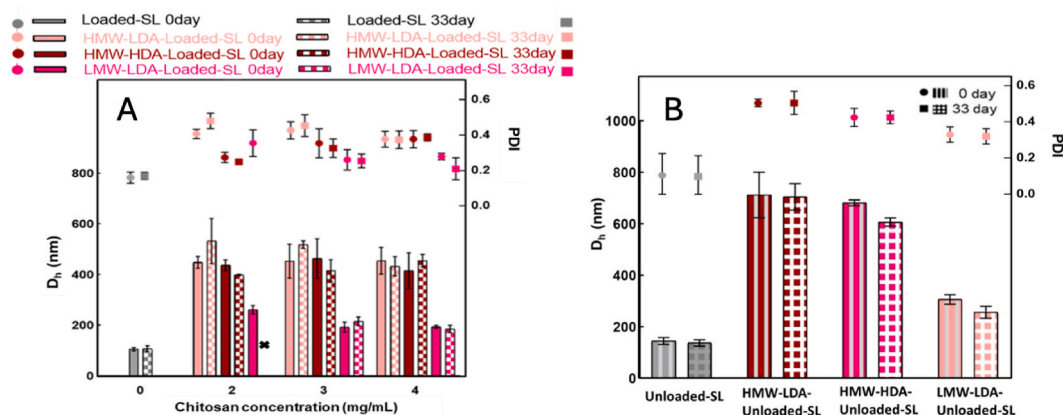 Loaded-SL 0day Loaded-SL 33day
HMW-LDA-Loaded-SL 0day HMW-LDA-Loaded-SL 33day
HMW-HDA-Loaded-SL 0day HMW-HDA-Loaded-SL 33day
LMW-LDA-Loaded-SL 0day LMW-LDA-Loaded-SL 33day
A
Dh (nm)
800
600
400
200
0
0.6
0.4
0.2
0.0
PDI
0 2 3 4
Chitosan concentration (mg/mL)
B
0 day
33 day
Dh (nm)
1000
800
600
400
200
0
0.6
0.4
0.2
0.0
PDI
Unloaded-SL HMW-LDA- HMW-HDA- LMW-LDA-
Unloaded-SL Unloaded-SL Unloaded-SL